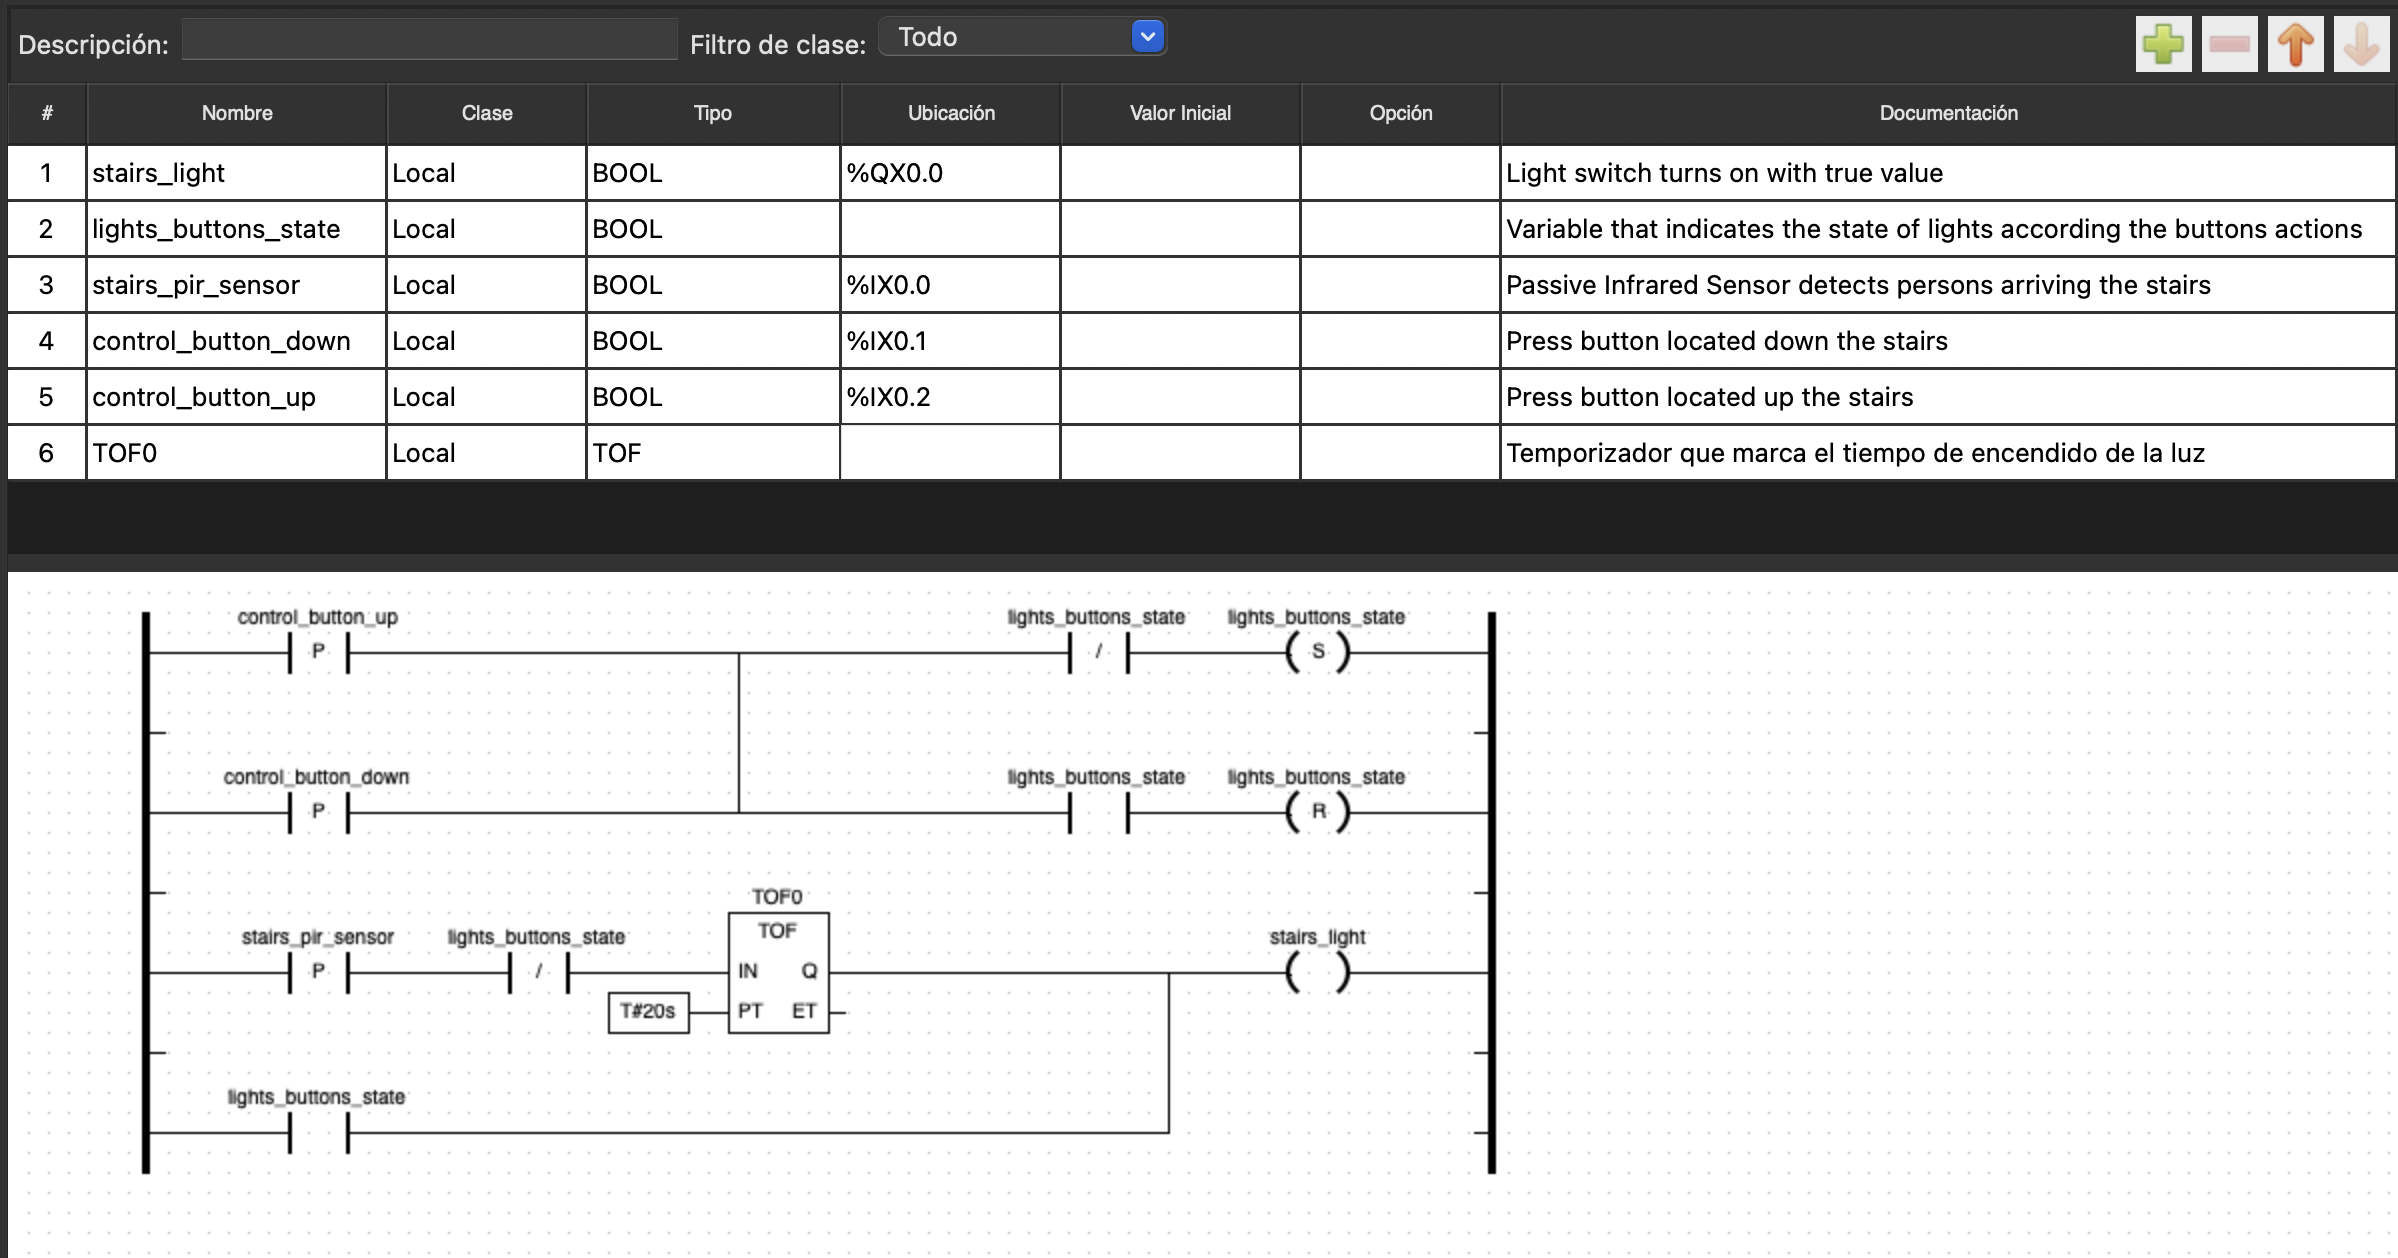 Descripción:
Filtro de clase: Todo
# Nombre Clase Tipo Ubicación Valor Inicial Opción Documentación
1 stairs_light Local BOOL %QX0.0 Light switch turns on with true value
2 lights_buttons_state Local BOOL Variable that indicates the state of lights according the buttons actions
3 stairs_pir_sensor Local BOOL %IX0.0 Passive Infrared Sensor detects persons arriving the stairs
4 control_button_down Local BOOL %IX0.1 Press button located down the stairs
5 control_button_up Local BOOL %IX0.2 Press button located up the stairs
6 TOF0 Local TOF Temporizador que marca el tiempo de encendido de la luz
control_button_up lights_buttons_state lights_buttons_state
P / S
control_button_down lights_buttons_state lights_buttons_state
P R
TOF0
TOF
stairs_pir_sensor lights_buttons_state stairs_light
P / IN Q
T#20s PT ET
lights_buttons_state